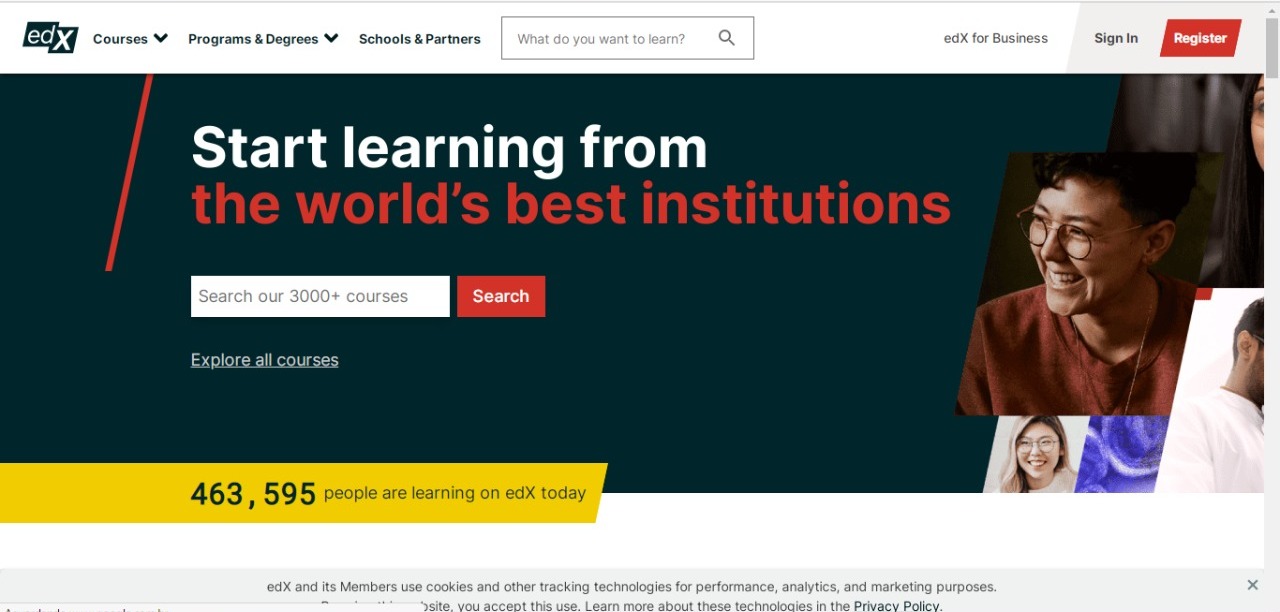 edX
Courses
Programs & Degrees
Schools & Partners
What do you want to learn?
edX for Business
Sign In
Register
Start learning from
the world's best institutions
Search our 3000+ courses
Search
Explore all courses
463,595 people are learning on edX today
edX and its Members use cookies and other tracking technologies for performance, analytics, and marketing purposes.
you accept this use. Learn more about these technologies in the Privacy Policy.